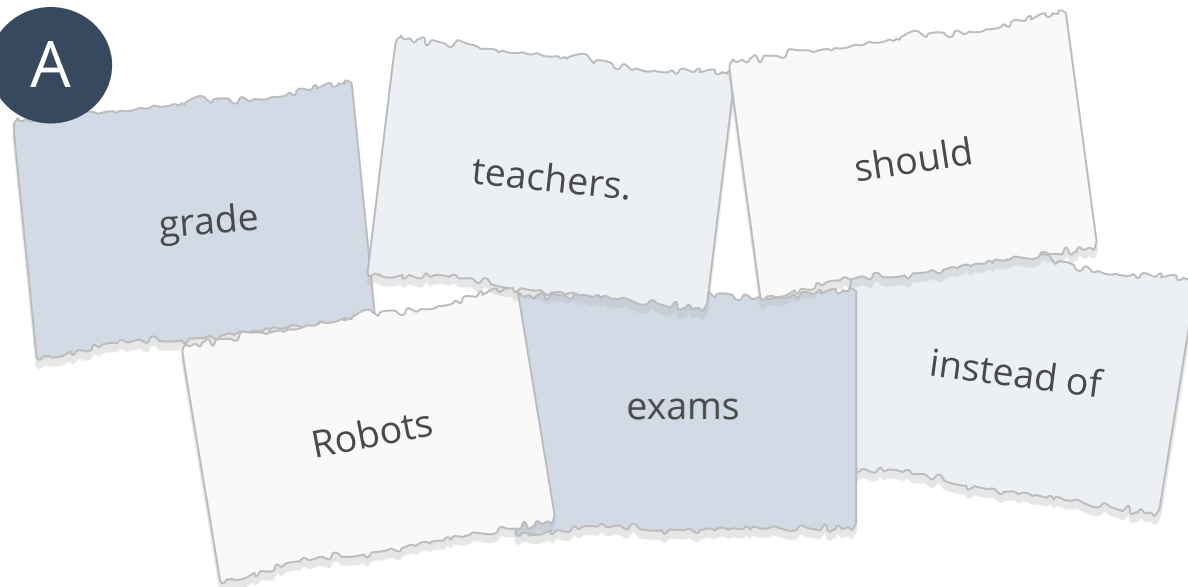 A
grade
teachers.
should
Robots
exams
instead of